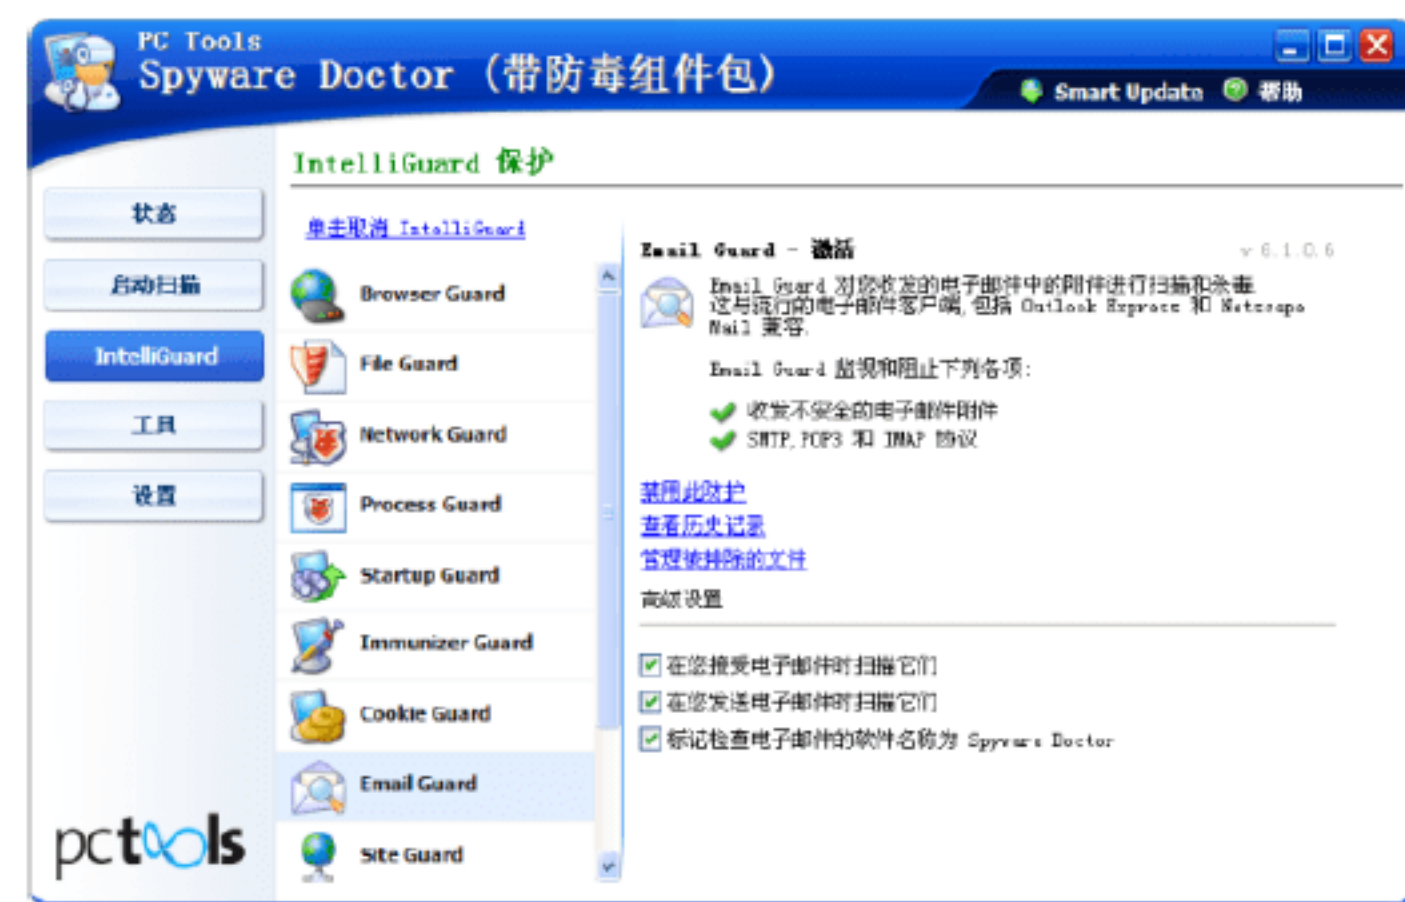 PC Tools
Spyware Doctor (带防毒组件包)
Smart Update 帮助
IntelliGuard 保护
状态
启动扫描
IntelliGuard
工具
设置
pctools
单击取消 IntelliGuard
Browser Guard
File Guard
Network Guard
Process Guard
Startup Guard
Immunizer Guard
Cookie Guard
Email Guard
Site Guard
Email Guard - 激活
v 6.1.0.6
Email Guard 对您收发的电子邮件中的附件进行扫描和杀毒
这与流行的电子邮件客户端, 包括 Outlook Express 和 Netscape
Mail 兼容.
Email Guard 监视和阻止下列各项:
收发不安全的电子邮件附件
SMTP, POP3 和 IMAP 协议
禁用此防护
查看历史记录
管理被排除的文件
高级设置
在您接受电子邮件时扫描它们
在您发送电子邮件时扫描它们
标记检查电子邮件的软件名称为 Spyware Doctor